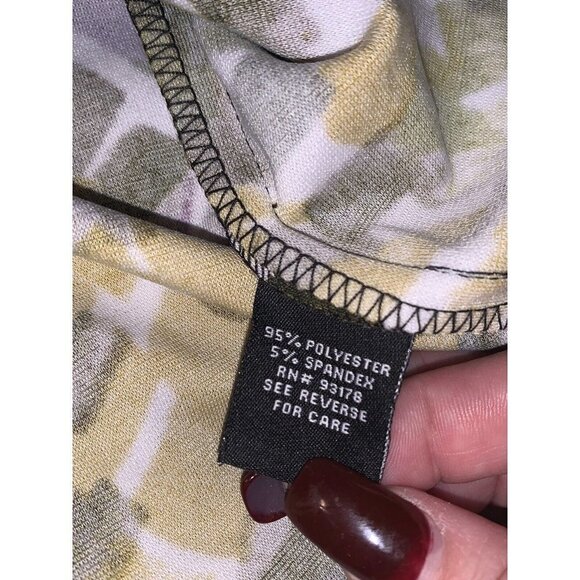 95% POLYESTER
5% SPANDEX
RN# 93178
SEE REVERSE
FOR CARE